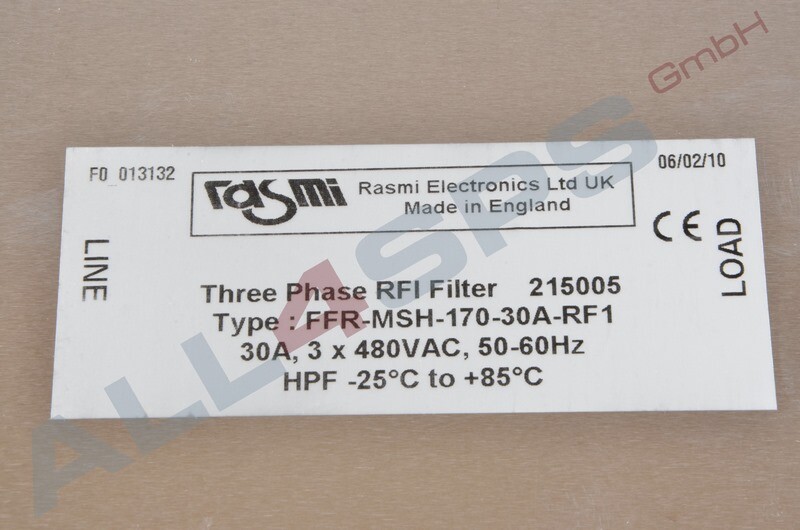 FO_013132
06/02/10
rasmi
Rasmi Electronics Ltd UK
Made in England
CE
LINE
LOAD
Three Phase RFI Filter 215005
Type : FFR-MSH-170-30A-RF1
30A, 3 x 480VAC, 50-60Hz
HPF -25°C to +85°C
ALL4SPS GmbH